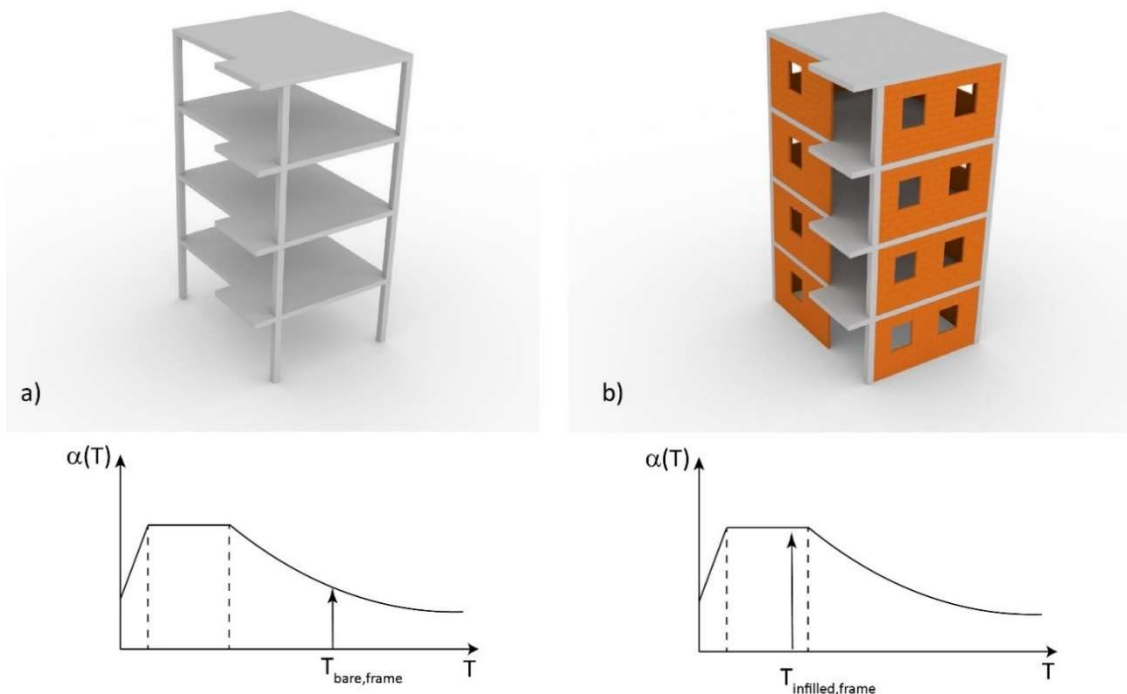 a)
b)
α(T)
T_bare,frame
T
α(T)
T_infilled,frame
T